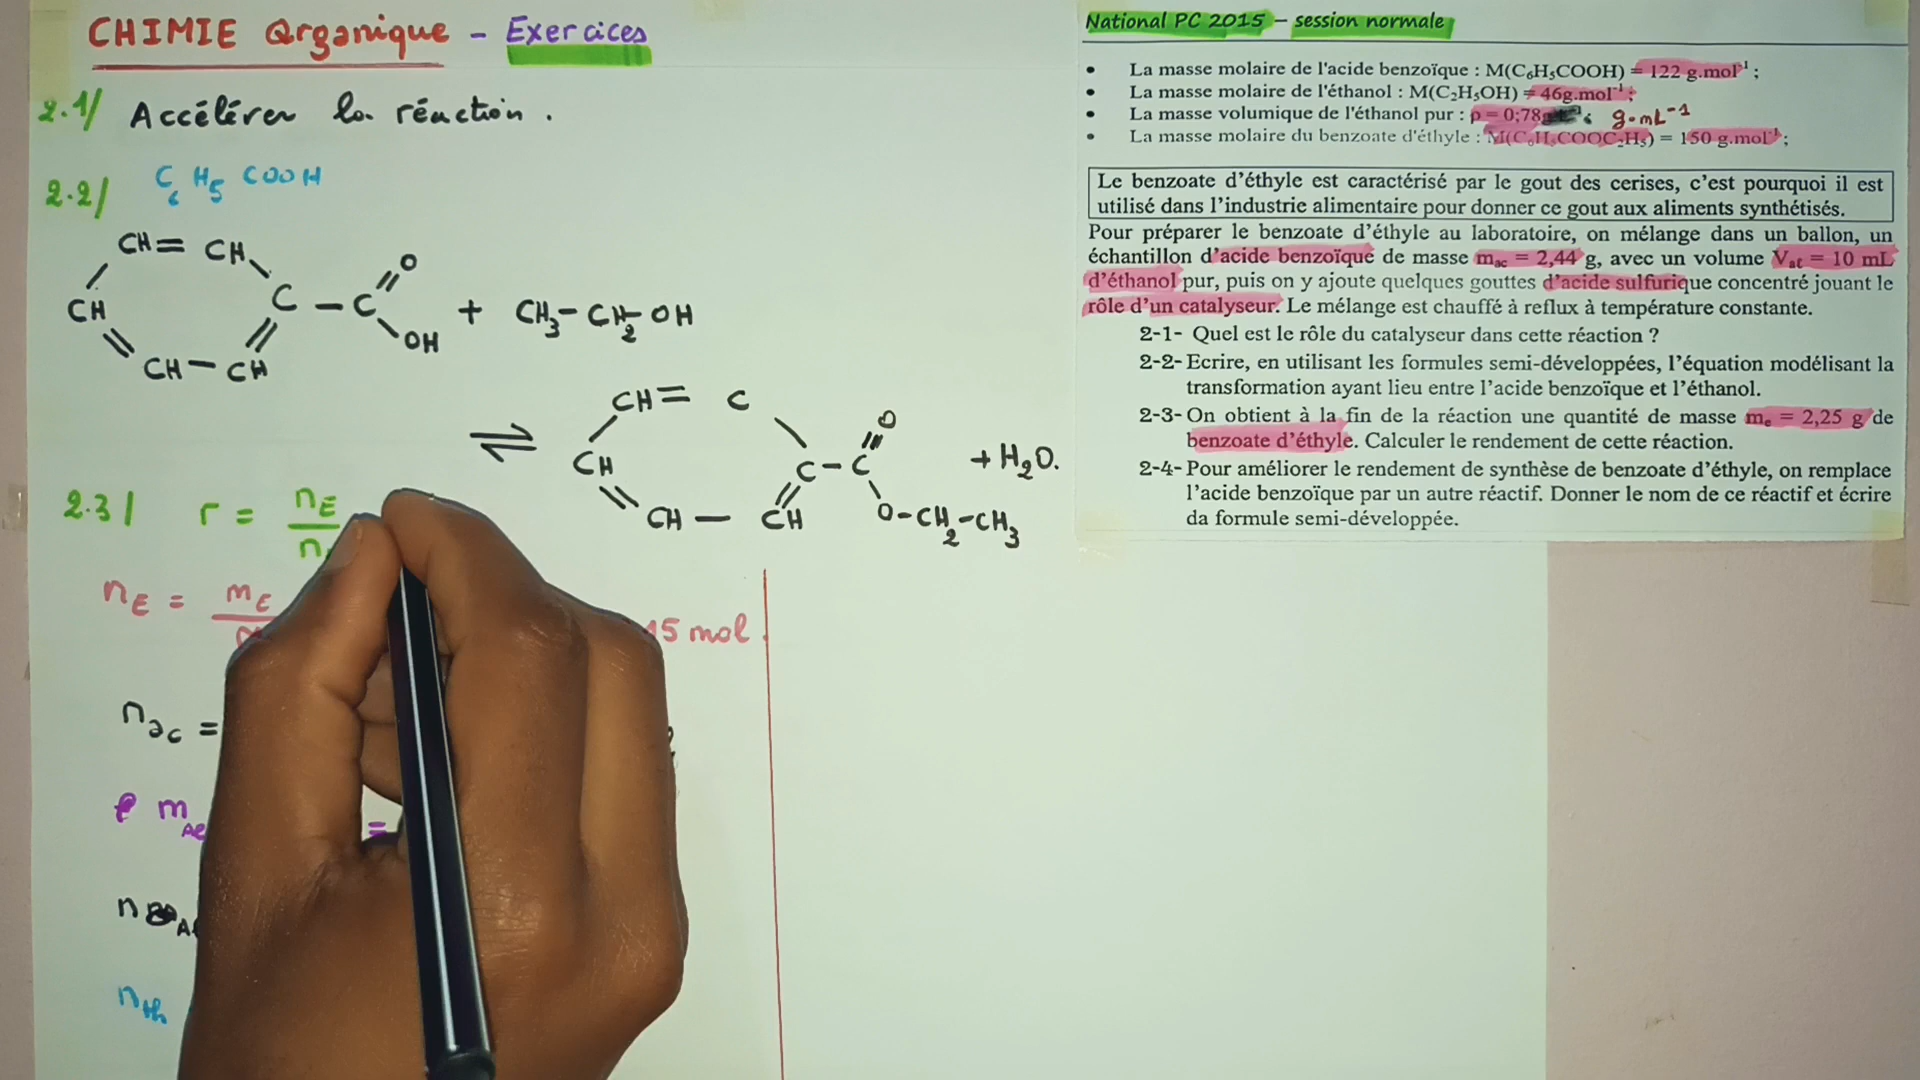 CHIMIE Organique - Exercices
2.1/ Accélérer la réaction.
2.2/ C6H5COOH
CH = CH
CH C - C O OH + CH3-CH2-OH
CH - CH
⇌ CH = C
CH C - C O + H2O.
CH - CH O-CH2-CH3
2.3/ r = nE
nE = mE
15 mol.
nac =
m =
n
nth
National PC 2015 – session normale
• La masse molaire de l'acide benzoïque : M(C6H5COOH) = 122 g.mol-1 ;
• La masse molaire de l'éthanol : M(C2H5OH) = 46g.mol-1 ;
• La masse volumique de l'éthanol pur : ρ = 0;78g g.mL-1
• La masse molaire du benzoate d'éthyle : M(C6H5COOC2H5) = 150 g.mol-1 ;
Le benzoate d'éthyle est caractérisé par le gout des cerises, c'est pourquoi il est
utilisé dans l'industrie alimentaire pour donner ce gout aux aliments synthétisés.
Pour préparer le benzoate d'éthyle au laboratoire, on mélange dans un ballon, un
échantillon d'acide benzoïque de masse mac = 2,44 g, avec un volume Val = 10 mL
d'éthanol pur, puis on y ajoute quelques gouttes d'acide sulfurique concentré jouant le
rôle d'un catalyseur. Le mélange est chauffé à reflux à température constante.
2-1- Quel est le rôle du catalyseur dans cette réaction ?
2-2- Ecrire, en utilisant les formules semi-développées, l'équation modélisant la
transformation ayant lieu entre l'acide benzoïque et l'éthanol.
2-3- On obtient à la fin de la réaction une quantité de masse me = 2,25 g de
benzoate d'éthyle. Calculer le rendement de cette réaction.
2-4- Pour améliorer le rendement de synthèse de benzoate d'éthyle, on remplace
l'acide benzoïque par un autre réactif. Donner le nom de ce réactif et écrire
da formule semi-développée.